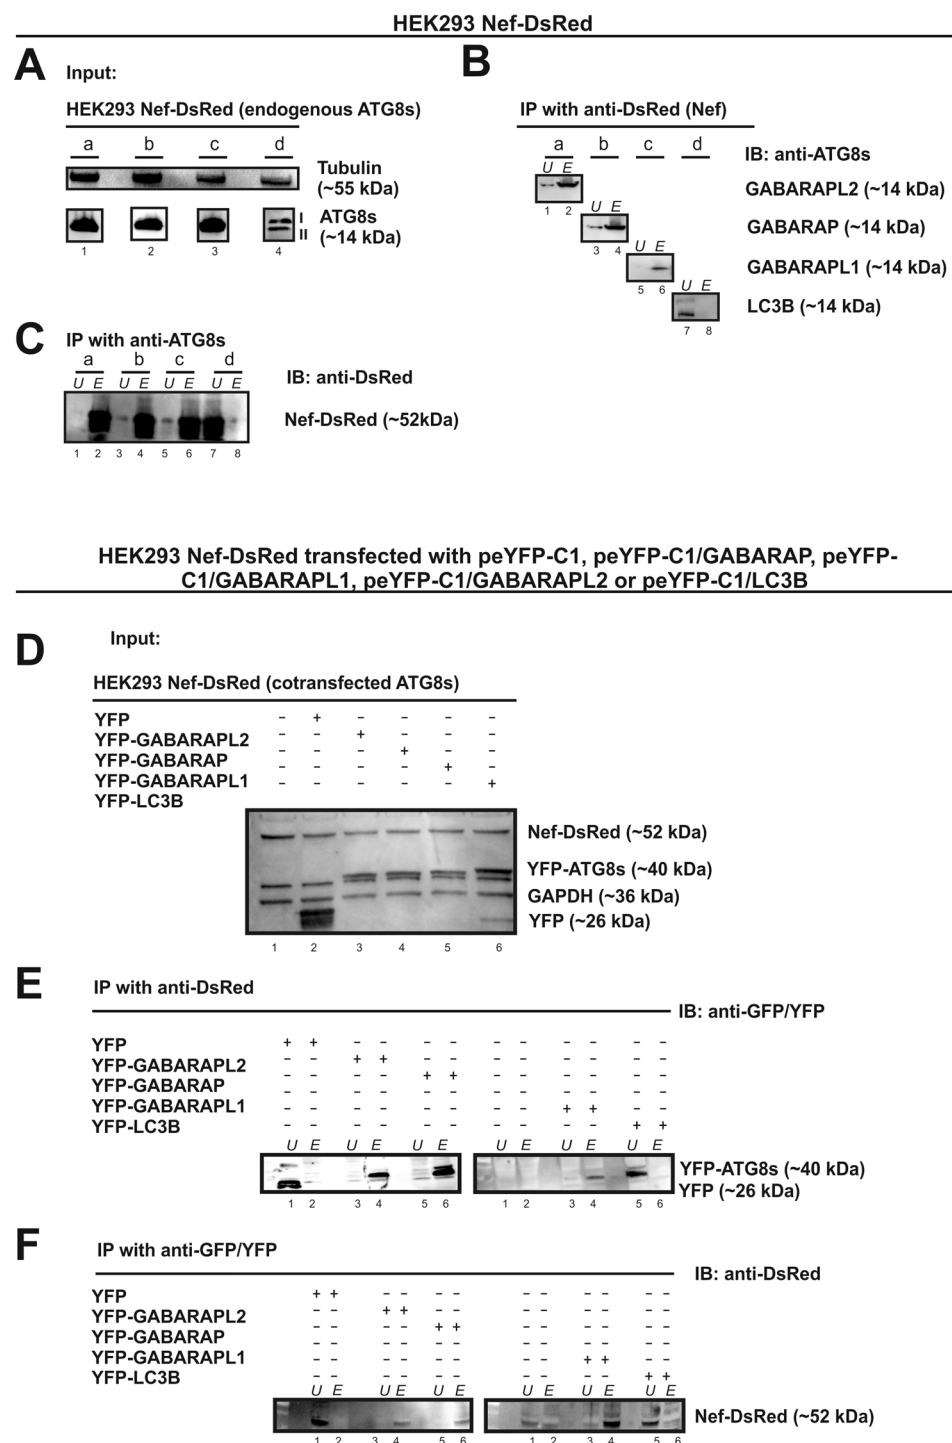 HEK293 Nef-DsRed
A
Input:
HEK293 Nef-DsRed (endogenous ATG8s)
a b c d
Tubulin
(~55 kDa)
I
II
ATG8s
(~14 kDa)
1 2 3 4
B
IP with anti-DsRed (Nef)
a b c d
IB: anti-ATG8s
U E
GABARAPL2 (~14 kDa)
1 2
U E
GABARAP (~14 kDa)
3 4
U E
GABARAPL1 (~14 kDa)
5 6
U E
LC3B (~14 kDa)
7 8
C
IP with anti-ATG8s
a b c d
U E U E U E U E
IB: anti-DsRed
Nef-DsRed (~52kDa)
1 2 3 4 5 6 7 8
HEK293 Nef-DsRed transfected with peYFP-C1, peYFP-C1/GABARAP, peYFP-
C1/GABARAPL1, peYFP-C1/GABARAPL2 or peYFP-C1/LC3B
D
Input:
HEK293 Nef-DsRed (cotransfected ATG8s)
YFP – + – – – –
YFP-GABARAPL2 – – + – – –
YFP-GABARAP – – – + – –
YFP-GABARAPL1 – – – – + –
YFP-LC3B – – – – – +
Nef-DsRed (~52 kDa)
YFP-ATG8s (~40 kDa)
GAPDH (~36 kDa)
YFP (~26 kDa)
1 2 3 4 5 6
E
IP with anti-DsRed
IB: anti-GFP/YFP
YFP + + – – – – – – – – – –
YFP-GABARAPL2 – – + + – – – – – – – –
YFP-GABARAP – – – – + + – – – – – –
YFP-GABARAPL1 – – – – – – – – + + – –
YFP-LC3B – – – – – – – – – – + +
U E U E U E U E U E U E
YFP-ATG8s (~40 kDa)
YFP (~26 kDa)
1 2 3 4 5 6 1 2 3 4 5 6
F
IP with anti-GFP/YFP
IB: anti-DsRed
YFP + + – – – – – – – – – –
YFP-GABARAPL2 – – + + – – – – – – – –
YFP-GABARAP – – – – + + – – – – – –
YFP-GABARAPL1 – – – – – – – – + + – –
YFP-LC3B – – – – – – – – – – + +
U E U E U E U E U E U E
Nef-DsRed (~52 kDa)
1 2 3 4 5 6 1 2 3 4 5 6